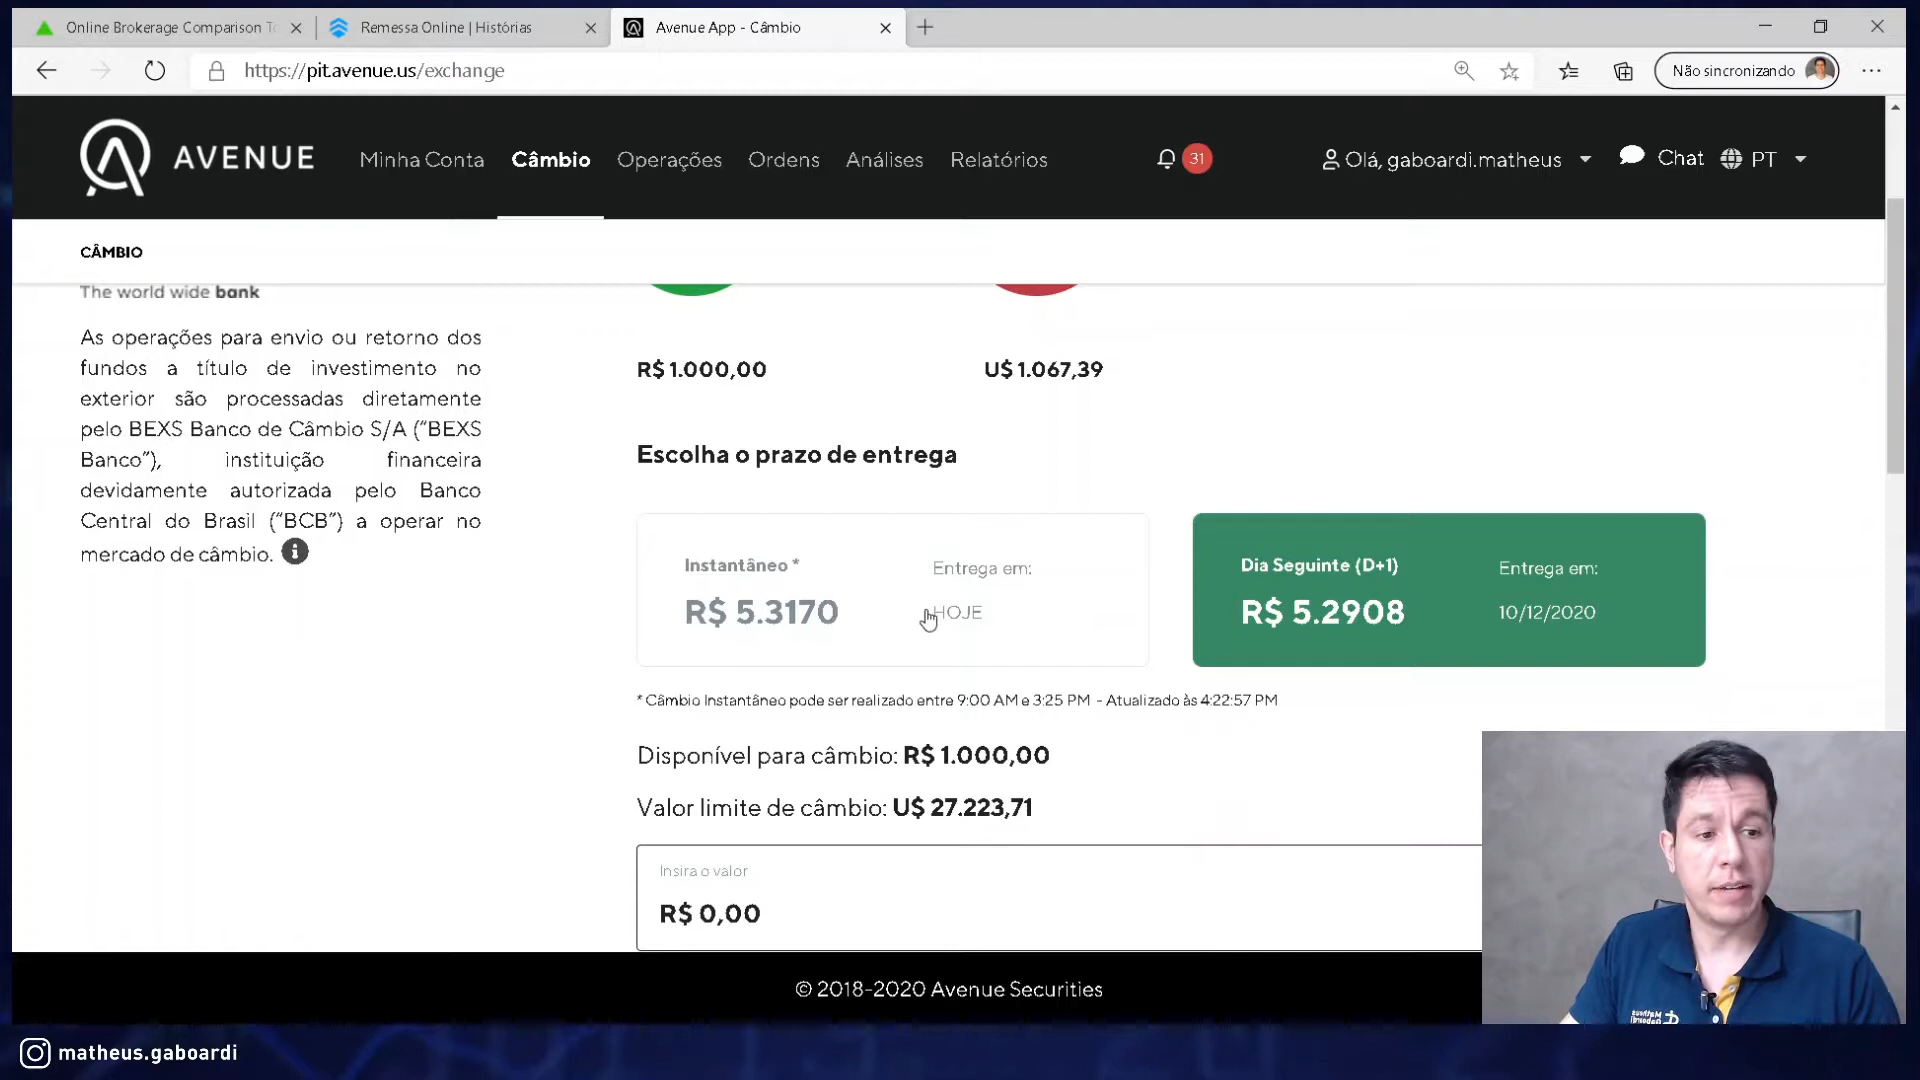 Online Brokerage Comparison To
Remessa Online | Histórias
Avenue App - Câmbio
https://pit.avenue.us/exchange
Não sincronizando
AVENUE
Minha Conta
Câmbio
Operações
Ordens
Análises
Relatórios
31
Olá, gaboardi.matheus
Chat
PT
CÂMBIO
The world wide bank
As operações para envio ou retorno dos
fundos a título de investimento no
exterior são processadas diretamente
pelo BEXS Banco de Câmbio S/A ("BEXS
Banco"), instituição financeira
devidamente autorizada pelo Banco
Central do Brasil ("BCB") a operar no
mercado de câmbio.
R$ 1.000,00
U$ 1.067,39
Escolha o prazo de entrega
Instantâneo *
Entrega em:
R$ 5.3170
HOJE
Dia Seguinte (D+1)
Entrega em:
R$ 5.2908
10/12/2020
* Câmbio Instantâneo pode ser realizado entre 9:00 AM e 3:25 PM - Atualizado às 4:22:57 PM
Disponível para câmbio: R$ 1.000,00
Valor limite de câmbio: U$ 27.223,71
Insira o valor
R$ 0,00
© 2018-2020 Avenue Securities
Matheus
Gaboardi
matheus.gaboardi